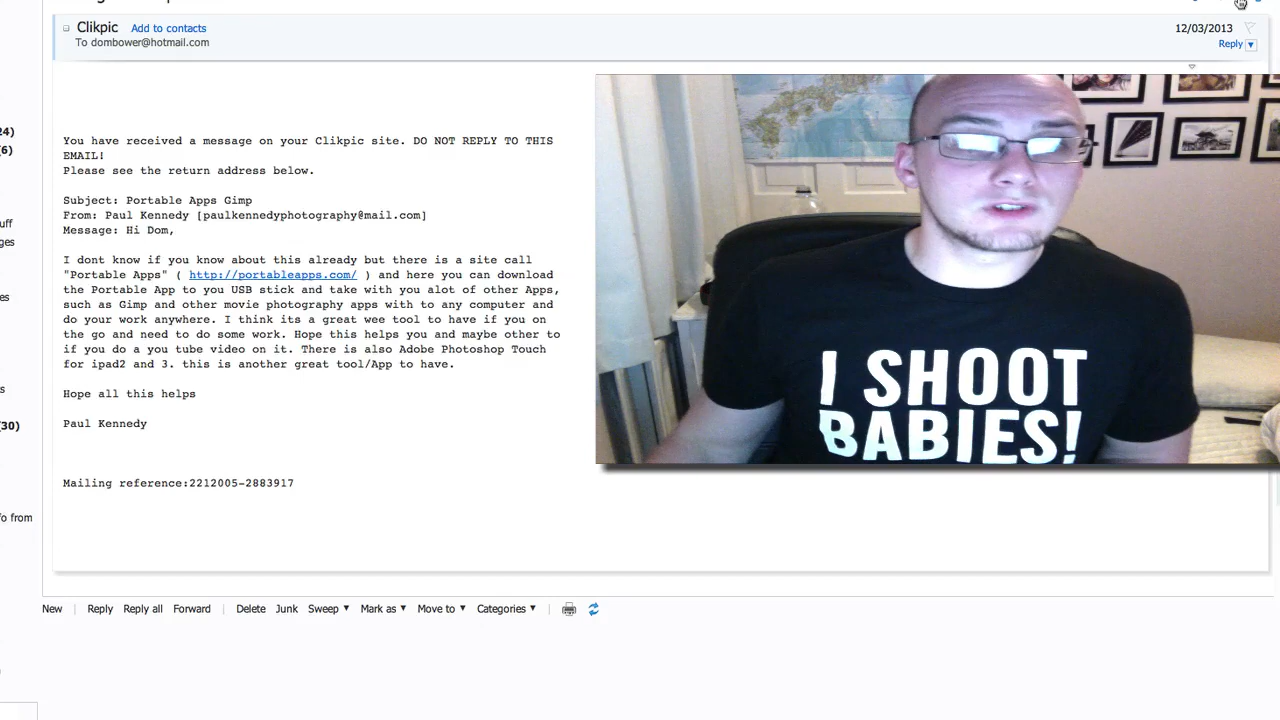 Clikpic Add to contacts
12/03/2013
To dombower@hotmail.com
Reply
24)
(6)
You have received a message on your Clikpic site. DO NOT REPLY TO THIS
EMAIL!
Please see the return address below.
Subject: Portable Apps Gimp
From: Paul Kennedy [paulkennedyphotography@mail.com]
Message: Hi Dom,
uff
ges
I dont know if you know about this already but there is a site call
"Portable Apps" ( http://portableapps.com/ ) and here you can download
the Portable App to you USB stick and take with you alot of other Apps,
such as Gimp and other movie photography apps with to any computer and
do your work anywhere. I think its a great wee tool to have if you on
the go and need to do some work. Hope this helps you and maybe other to
if you do a you tube video on it. There is also Adobe Photoshop Touch
for ipad2 and 3. this is another great tool/App to have.
es
Hope all this helps
s
Paul Kennedy
(30)
I SHOOT
BABIES!
Mailing reference:2212005-2883917
fo from
New Reply Reply all Forward Delete Junk Sweep Mark as Move to Categories